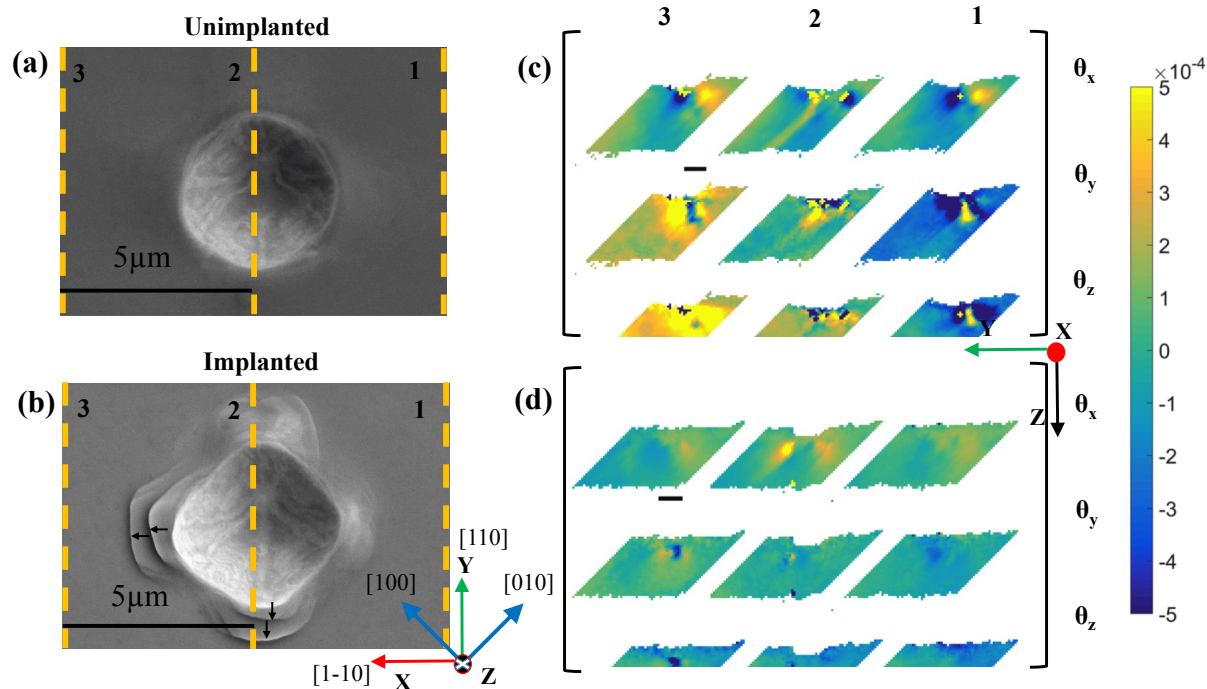 Unimplanted
(a)
3
2
1
5µm
Implanted
(b)
3
2
1
5µm
[110]
Y
[100]
[010]
[1-10]
X
Z
3
2
1
(c)
θx
θy
θz
Y
X
Z
(d)
θx
θy
θz
×10⁻⁴
5
4
3
2
1
0
-1
-2
-3
-4
-5